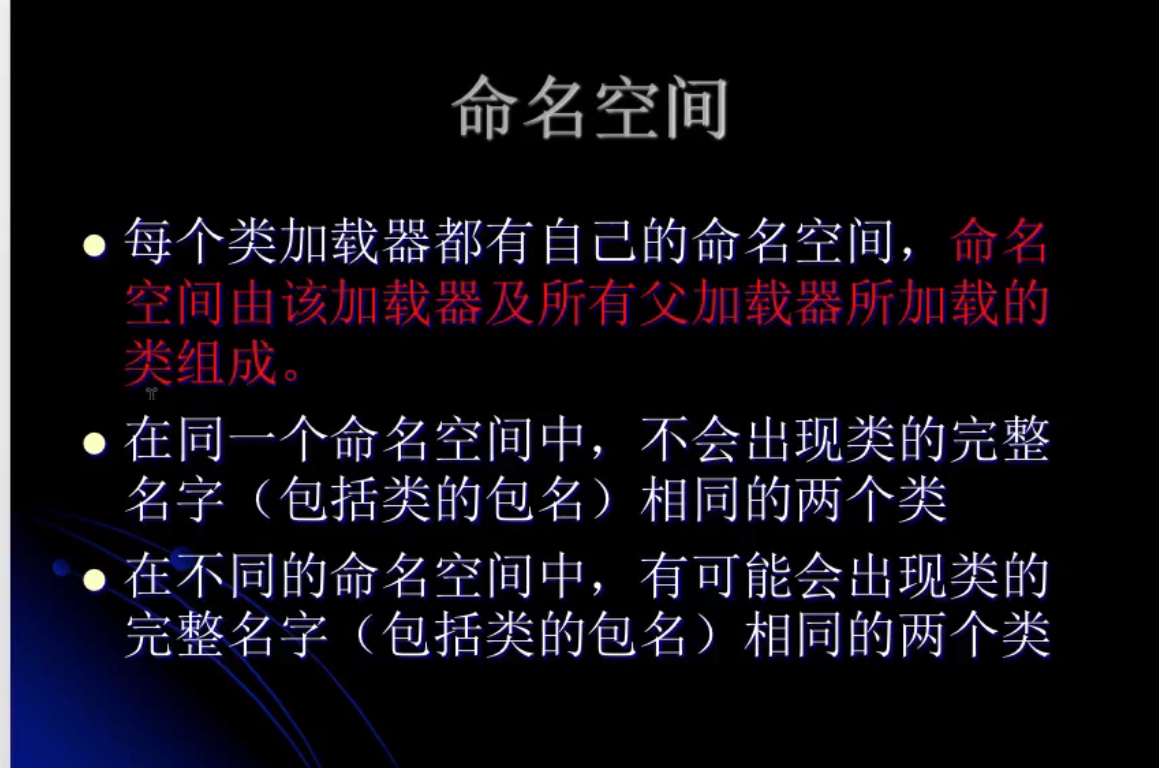 命名空间
每个类加载器都有自己的命名空间，命名
空间由该加载器及所有父加载器所加载的
类组成。
在同一个命名空间中，不会出现类的完整
名字（包括类的包名）相同的两个类
在不同的命名空间中，有可能会出现类的
完整名字（包括类的包名）相同的两个类